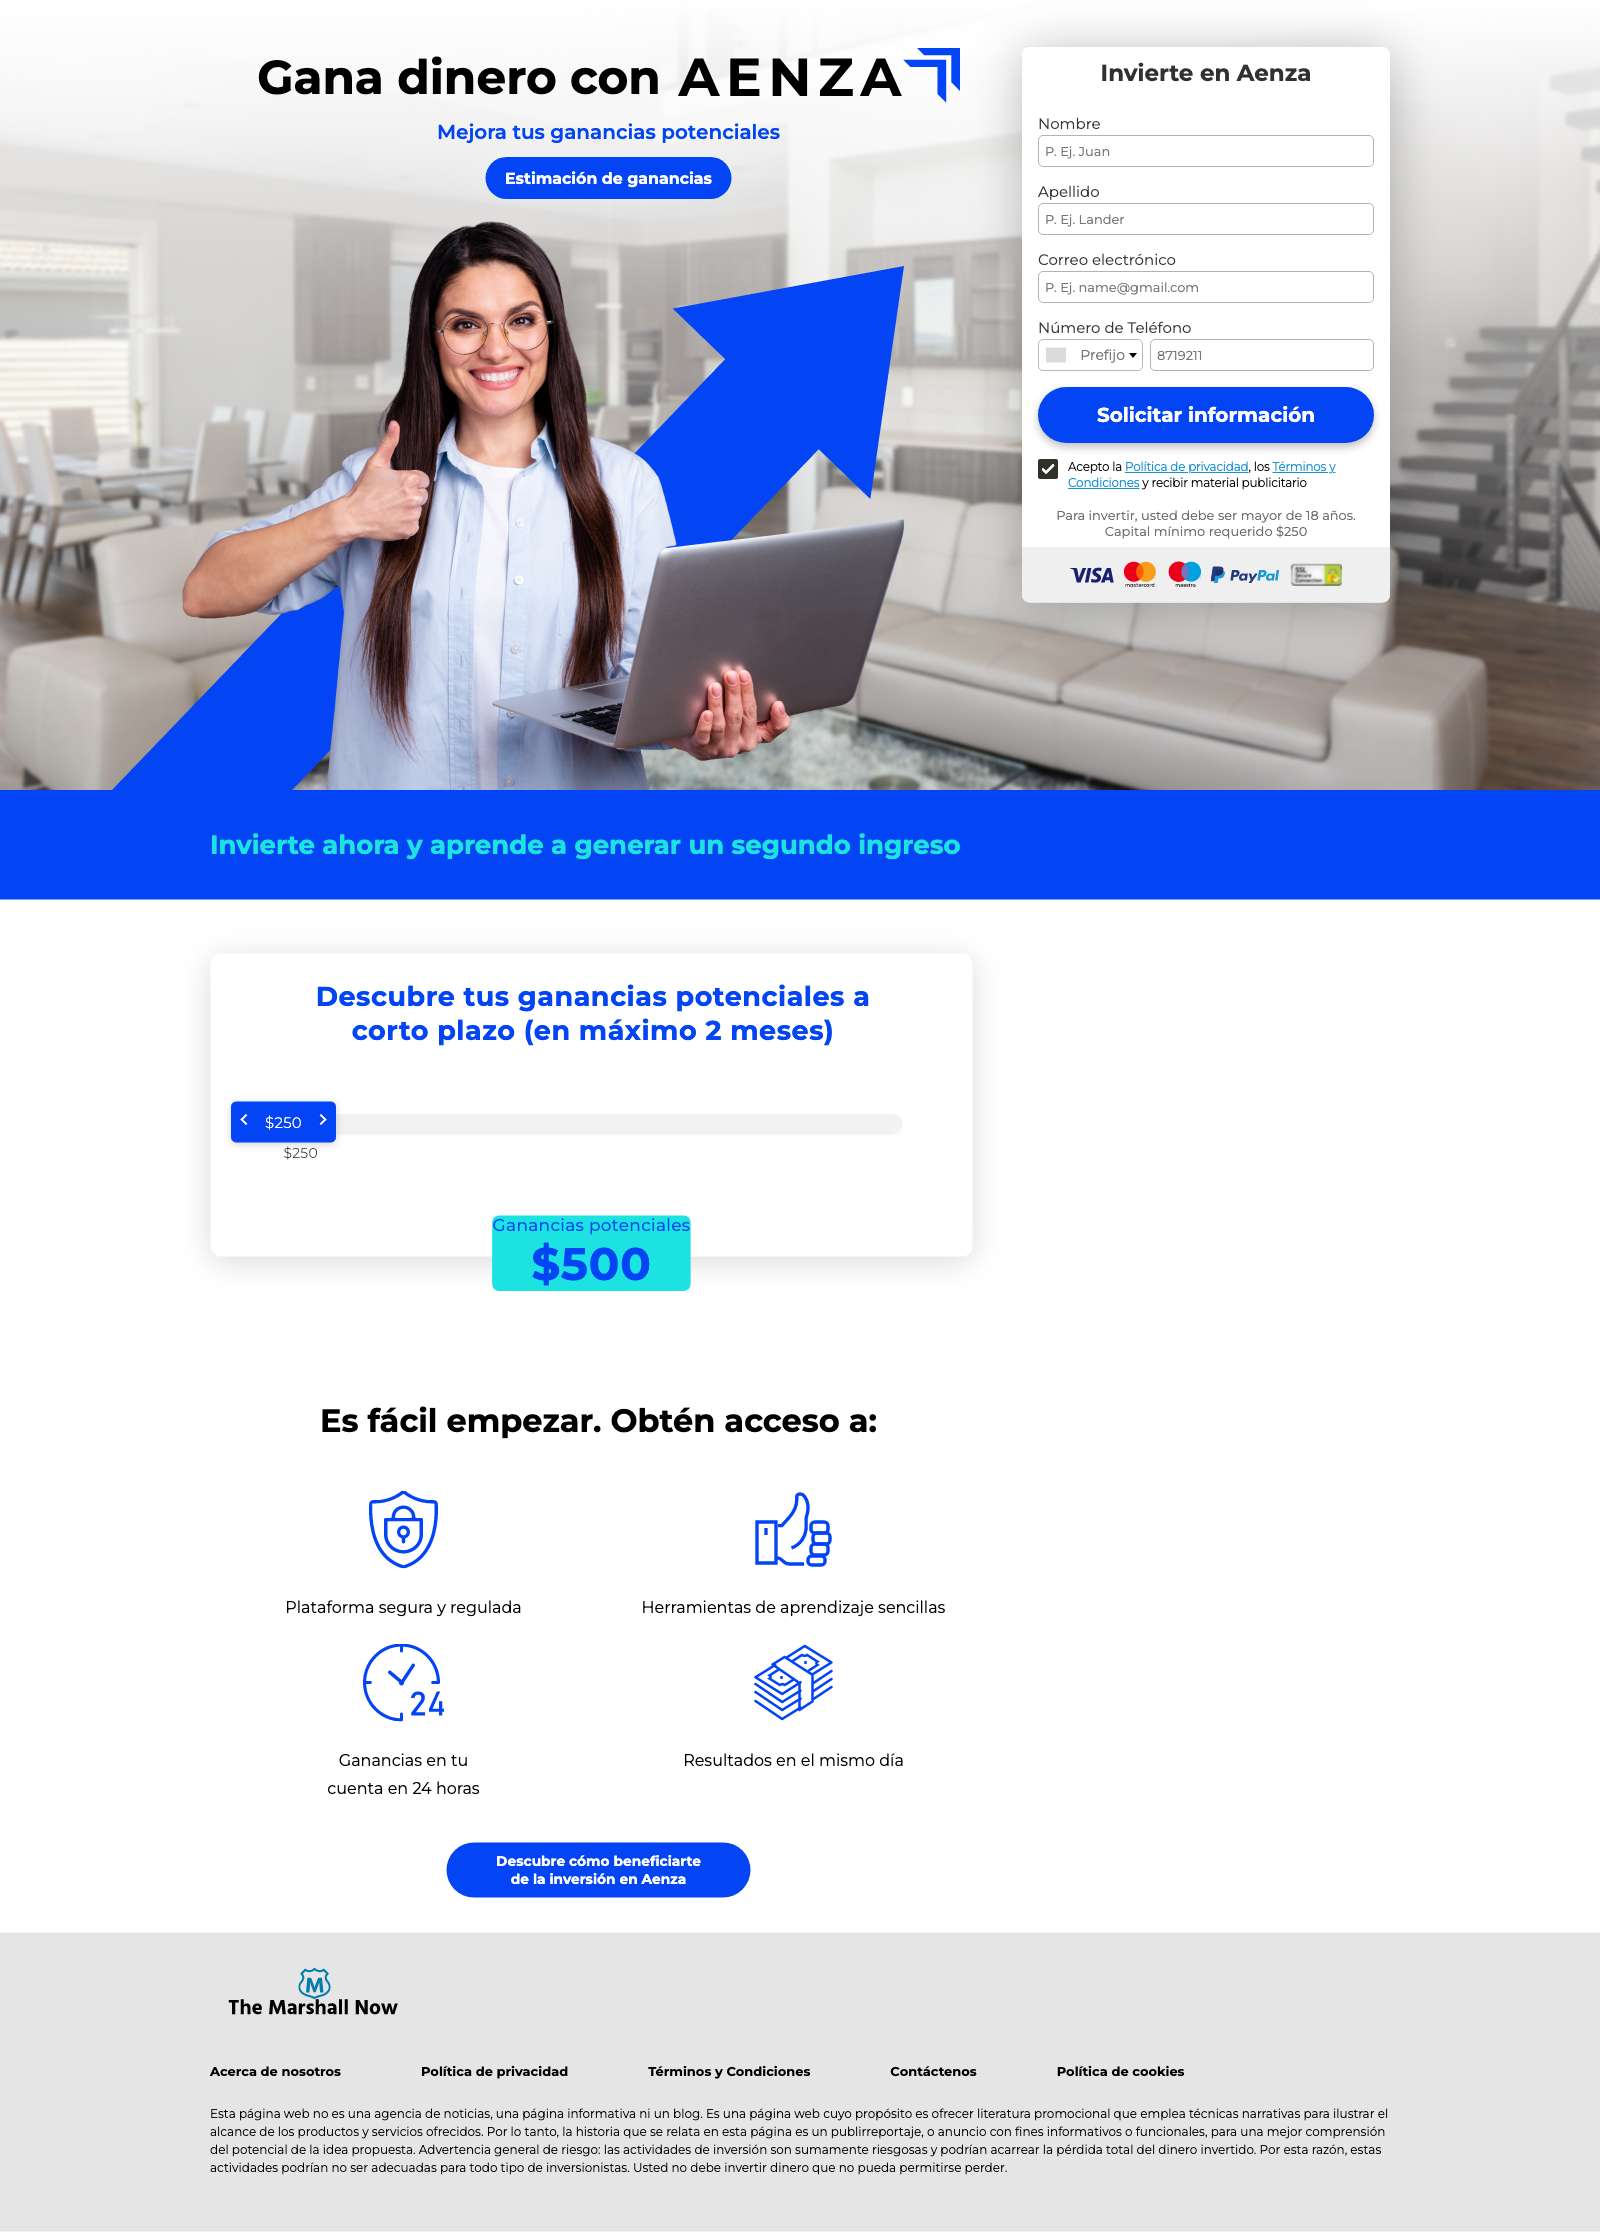 Gana dinero con AENZA
Mejora tus ganancias potenciales
Estimación de ganancias
Invierte en Aenza
Nombre
P. Ej. Juan
Apellido
P. Ej. Lander
Correo electrónico
P. Ej. name@gmail.com
Número de Teléfono
Prefijo 8719211
Solicitar información
Acepto la Política de privacidad, los Términos y
Condiciones y recibir material publicitario
Para invertir, usted debe ser mayor de 18 años.
Capital mínimo requerido $250
VISA mastercard maestro PayPal SSL Secure Connection
Invierte ahora y aprende a generar un segundo ingreso
Descubre tus ganancias potenciales a
corto plazo (en máximo 2 meses)
$250
$250
Ganancias potenciales
$500
Es fácil empezar. Obtén acceso a:
Plataforma segura y regulada
Herramientas de aprendizaje sencillas
24
Ganancias en tu
cuenta en 24 horas
Resultados en el mismo día
Descubre cómo beneficiarte
de la inversión en Aenza
M
The Marshall Now
Acerca de nosotros Política de privacidad Términos y Condiciones Contáctenos Política de cookies
Esta página web no es una agencia de noticias, una página informativa ni un blog. Es una página web cuyo propósito es ofrecer literatura promocional que emplea técnicas narrativas para ilustrar el
alcance de los productos y servicios ofrecidos. Por lo tanto, la historia que se relata en esta página es un publirreportaje, o anuncio con fines informativos o funcionales, para una mejor comprensión
del potencial de la idea propuesta. Advertencia general de riesgo: las actividades de inversión son sumamente riesgosas y podrían acarrear la pérdida total del dinero invertido. Por esta razón, estas
actividades podrían no ser adecuadas para todo tipo de inversionistas. Usted no debe invertir dinero que no pueda permitirse perder.